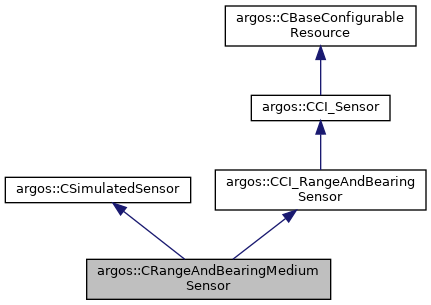 argos::CBaseConfigurable
Resource
argos::CCI_Sensor
argos::CSimulatedSensor
argos::CCI_RangeAndBearing
Sensor
argos::CRangeAndBearingMedium
Sensor